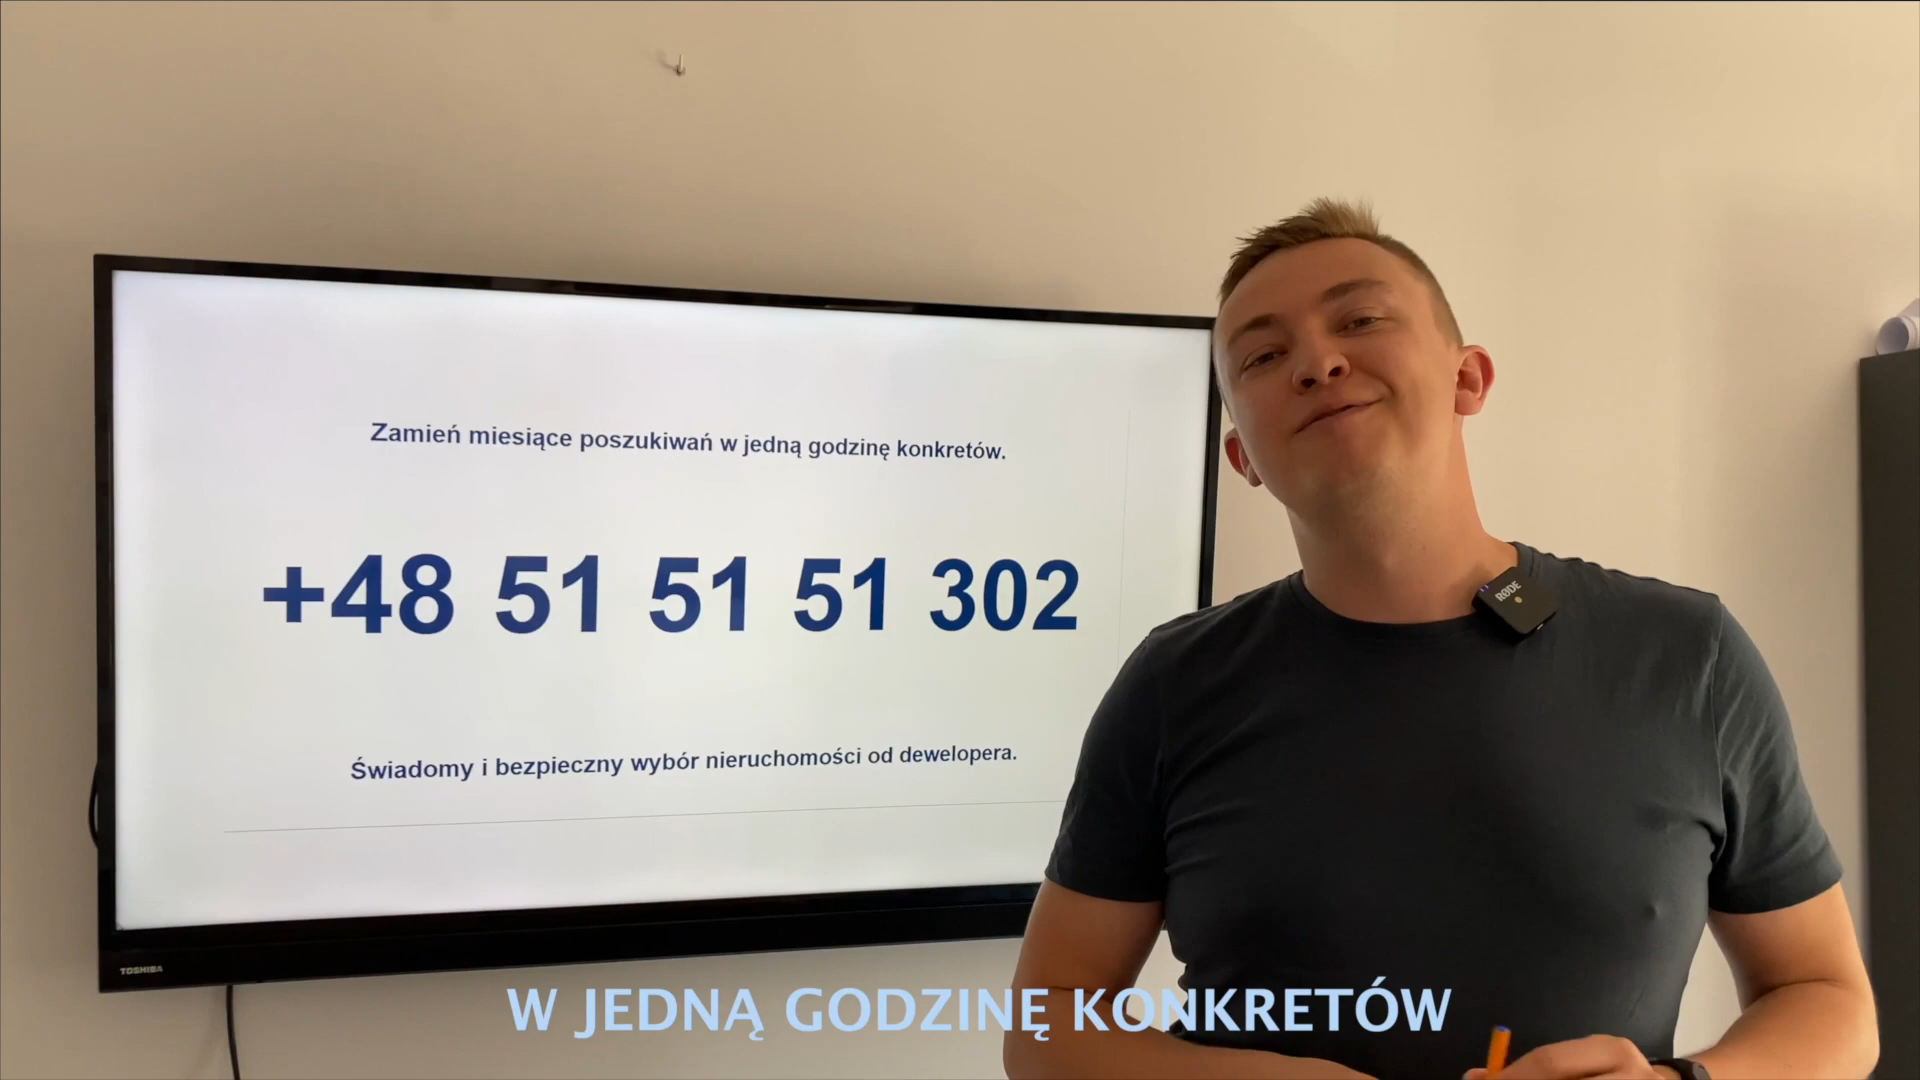 Zamień miesiące poszukiwań w jedną godzinę konkretów.
+48 51 51 51 302
Świadomy i bezpieczny wybór nieruchomości od dewelopera.
TOSHIBA
RØDE
W JEDNĄ GODZINĘ KONKRETÓW